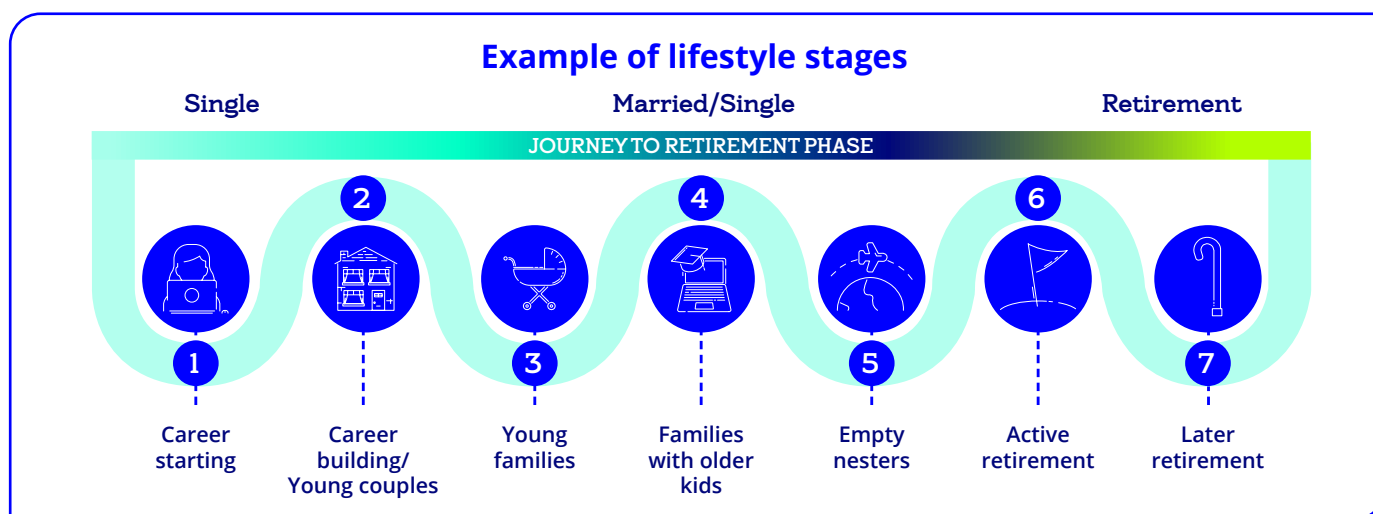 Example of lifestyle stages
Single
Married/Single
Retirement
JOURNEY TO RETIREMENT PHASE
1
Career
starting
2
Career
building/
Young couples
3
Young
families
4
Families
with older
kids
5
Empty
nesters
6
Active
retirement
7
Later
retirement